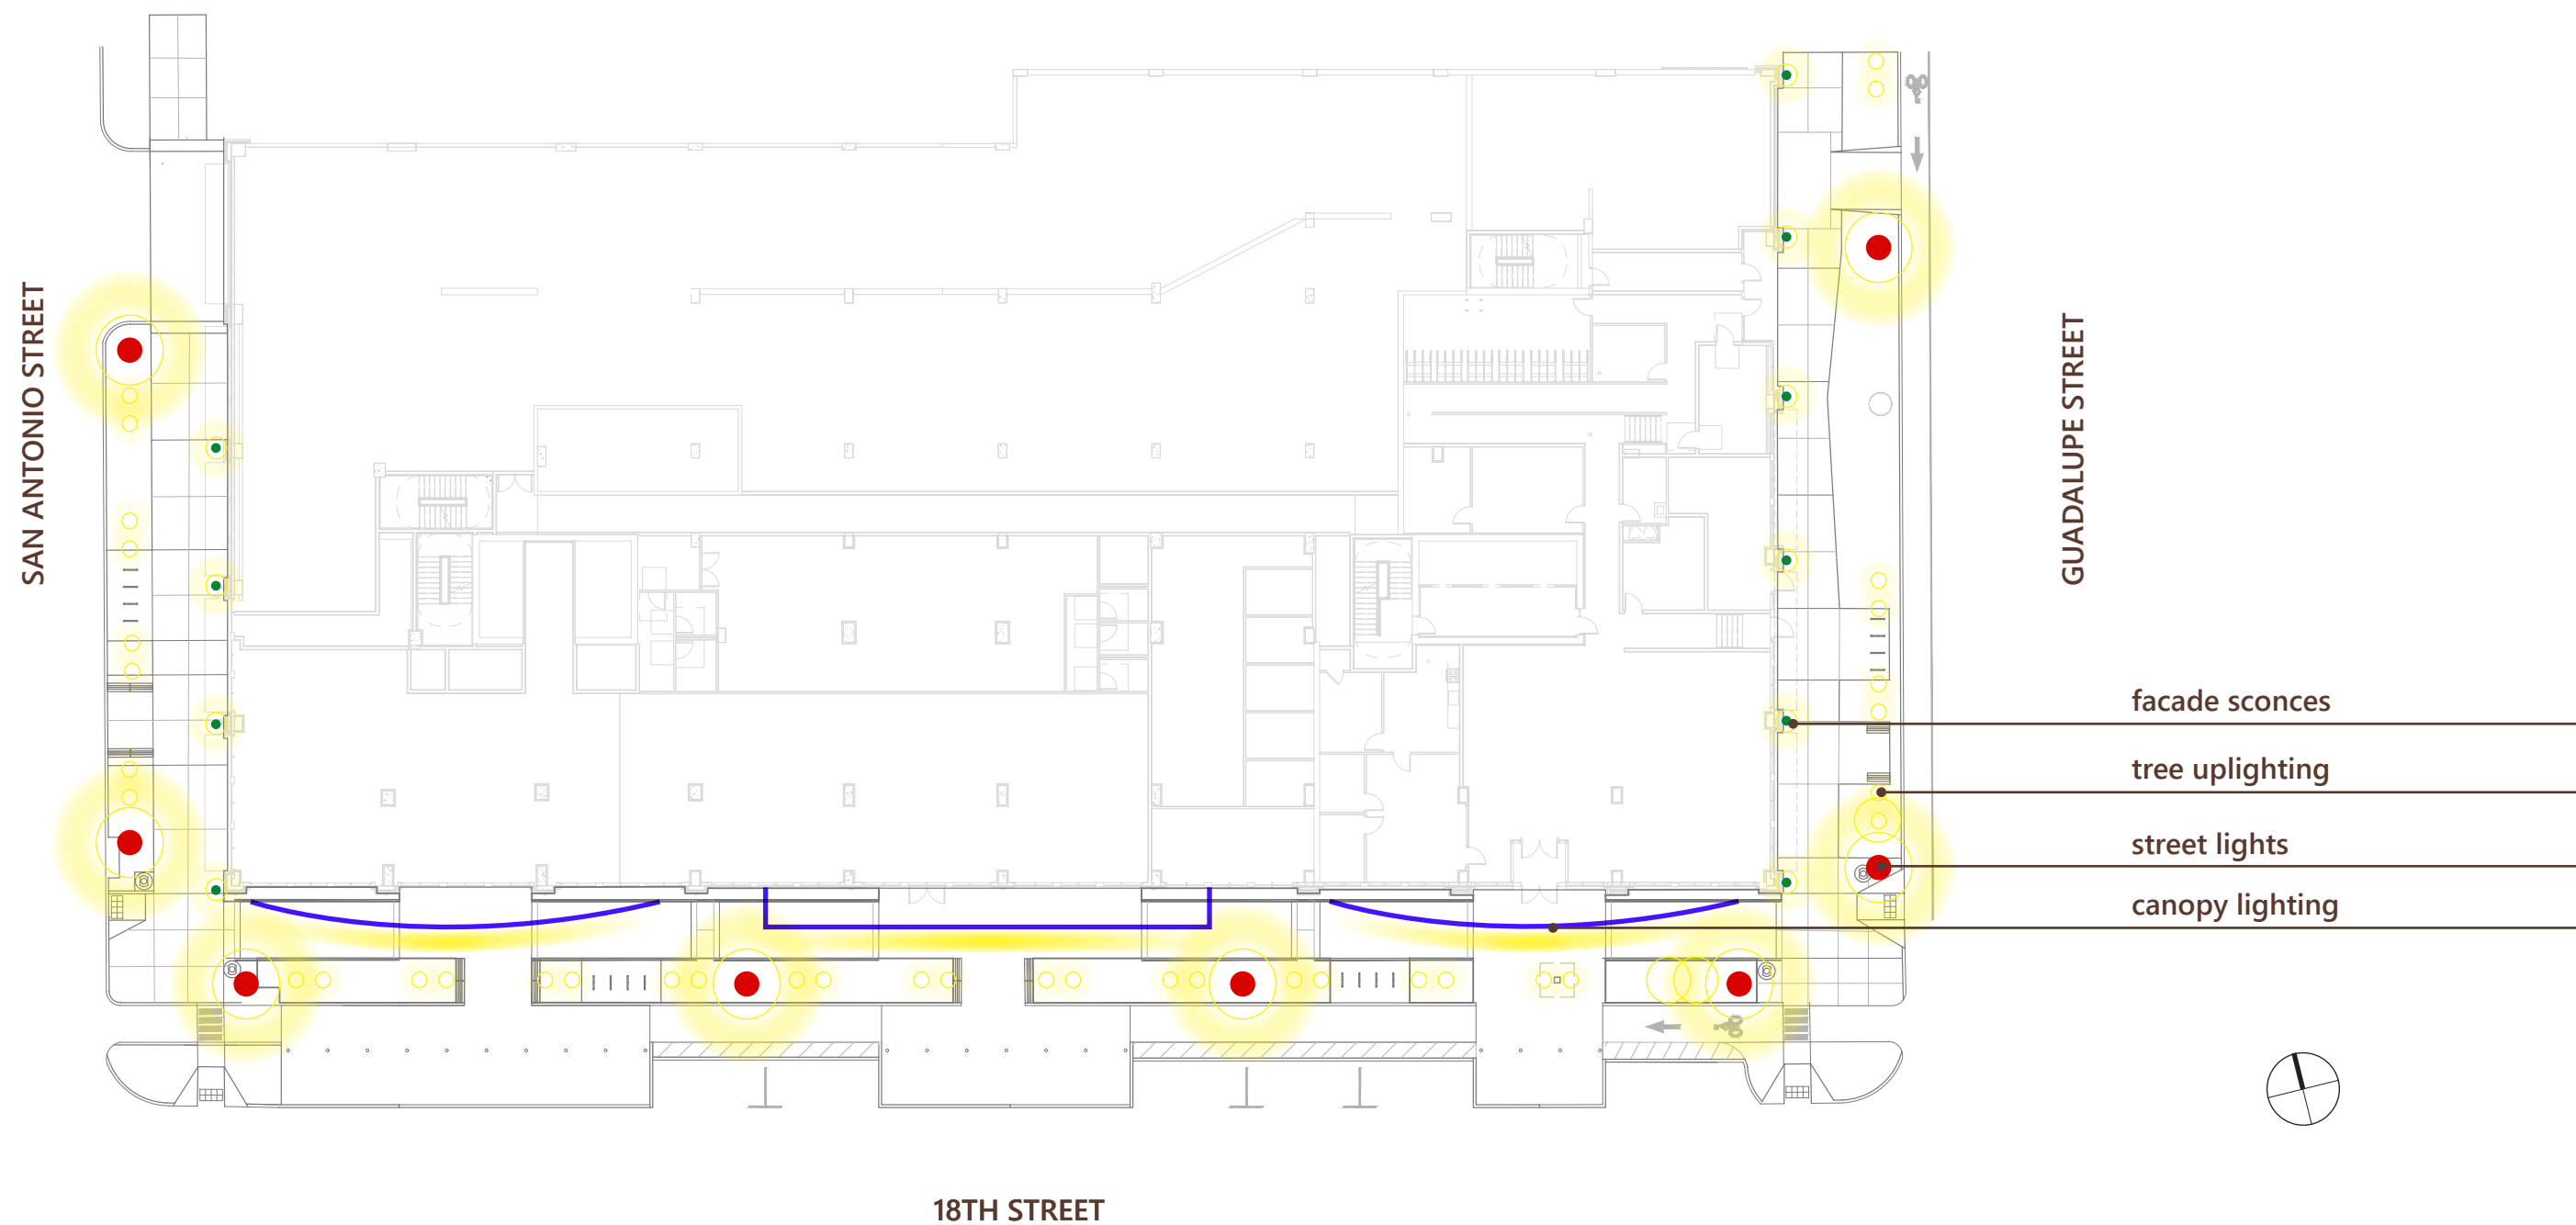 SAN ANTONIO STREET
GUADALUPE STREET
facade sconces
tree uplighting
street lights
canopy lighting
18TH STREET